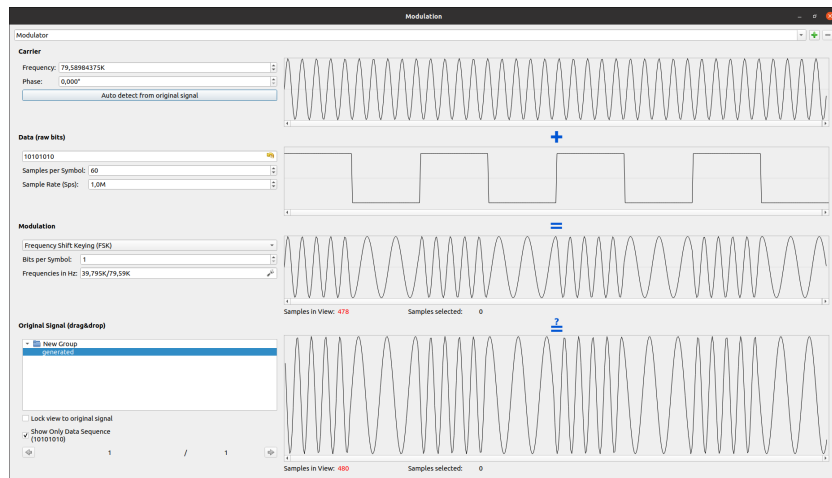 Modulation
Modulator
Carrier
Frequency: 79,58984375K
Phase: 0,000°
Auto detect from original signal
Data (raw bits)
10101010
Samples per Symbol: 60
Sample Rate (Sps): 1,0M
Modulation
Frequency Shift Keying (FSK)
Bits per Symbol: 1
Frequencies in Hz: 39,795K/79,59K
Samples in View: 478 Samples selected: 0
Original Signal (drag&drop)
New Group
generated
Lock view to original signal
Show Only Data Sequence
(10101010)
1 / 1
Samples in View: 480 Samples selected: 0